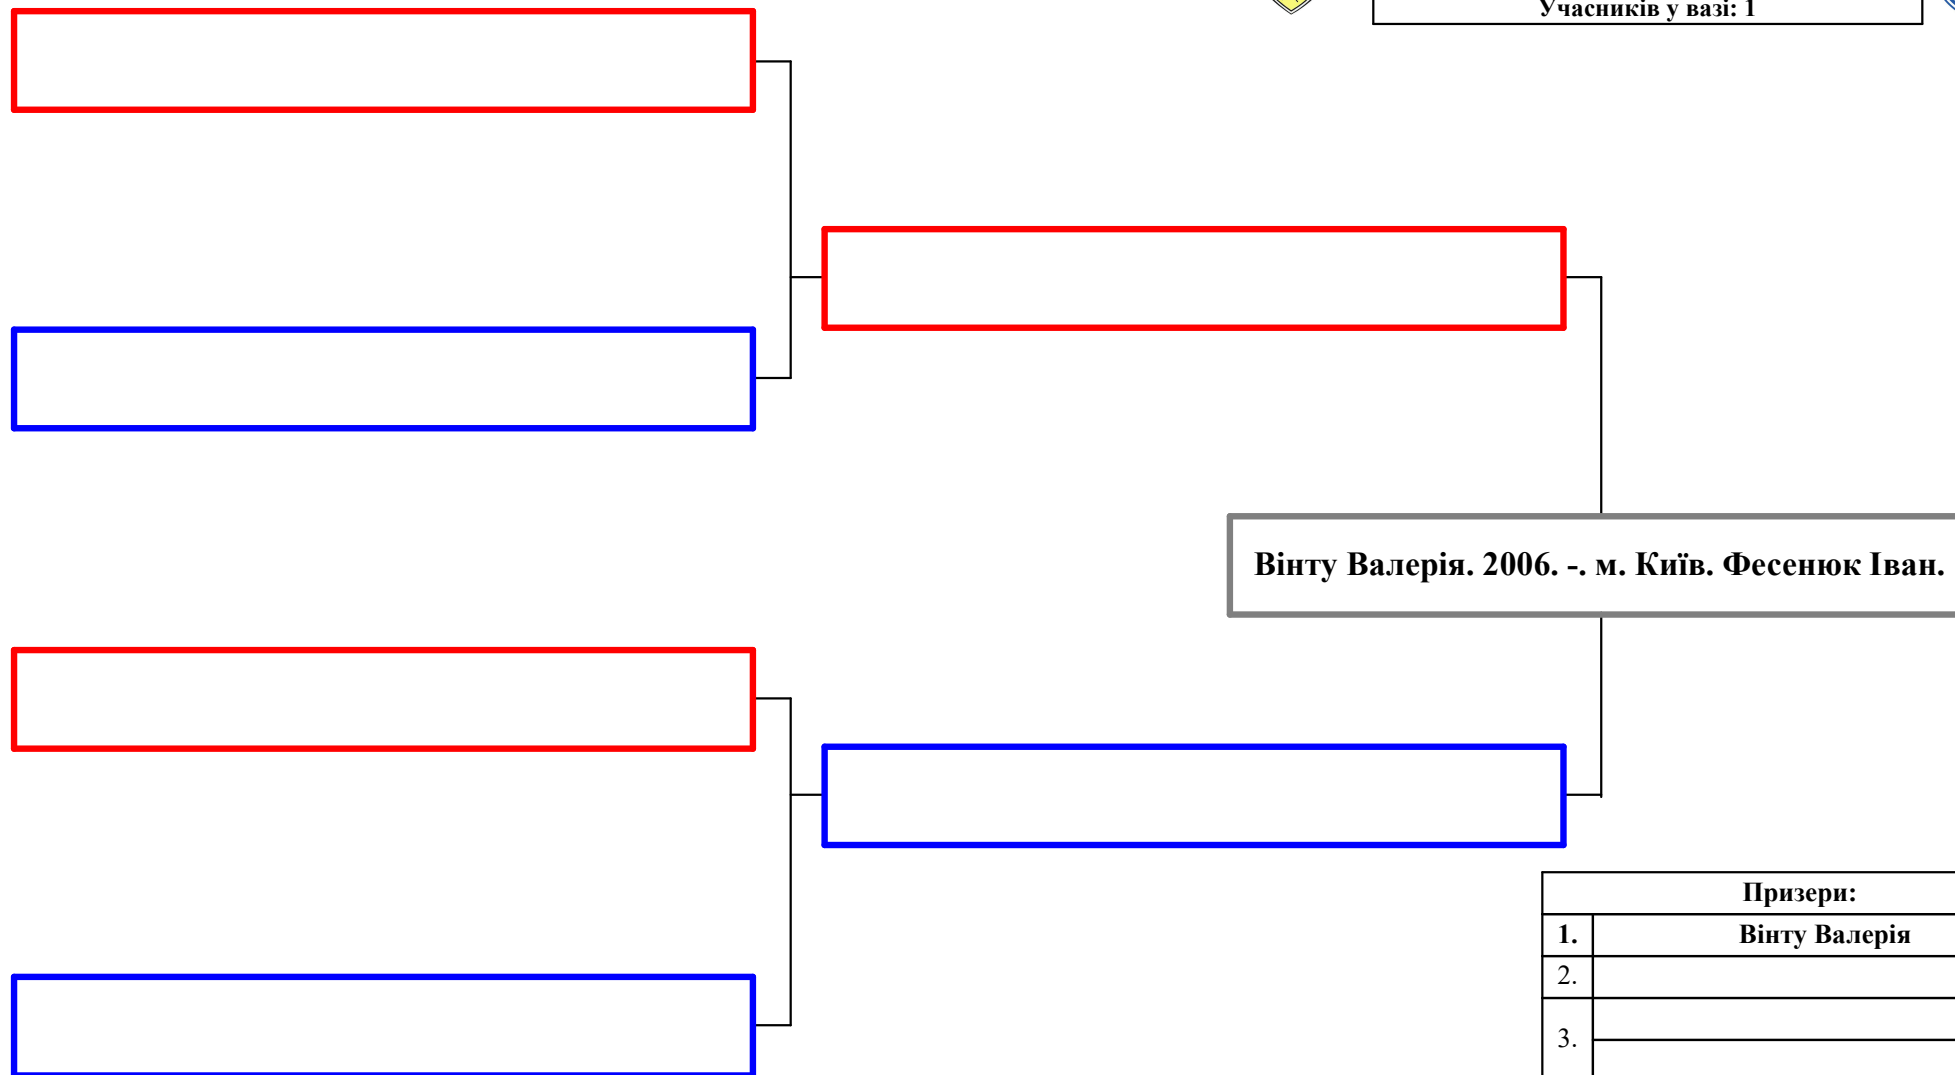 Учасників у вазі: 1
Вінту Валерія. 2006. -. м. Київ. Фесенюк Іван.
Призери:
1. Вінту Валерія
2.
3.